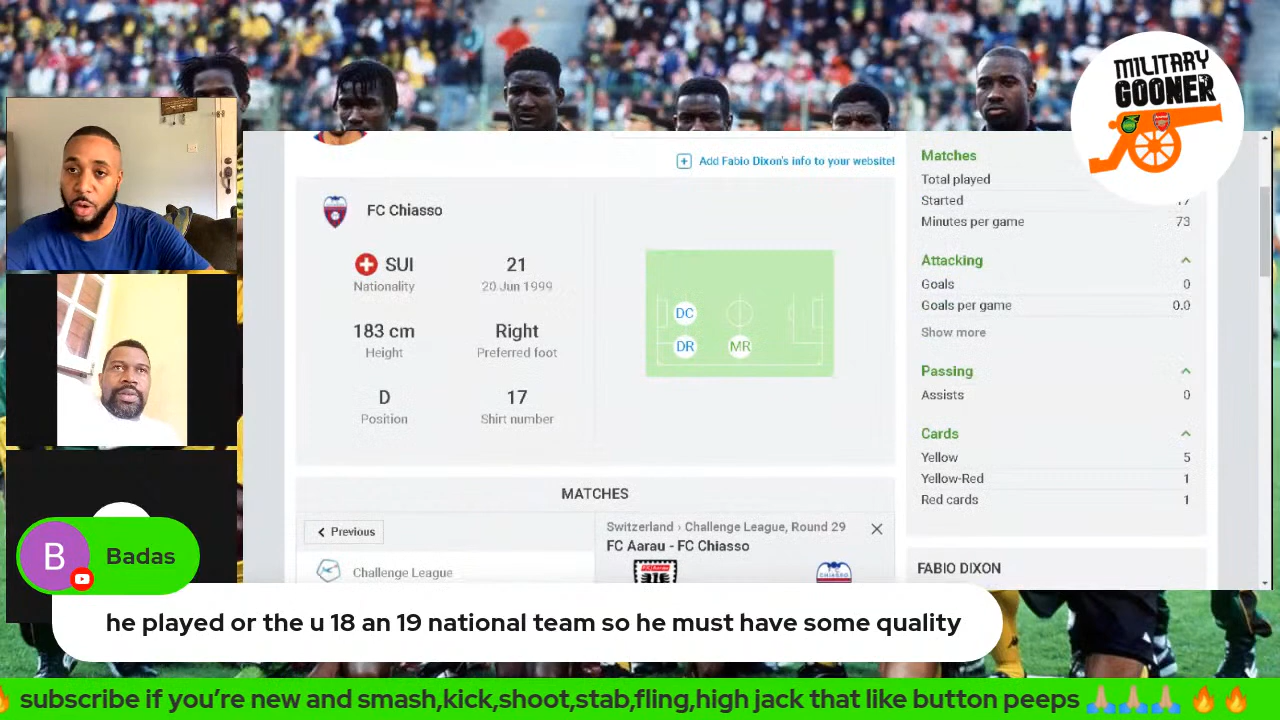 MILITARY
GOONER
Add Fabio Dixon's info to your website!
FC Chiasso
SUI
Nationality
21
20 Jun 1999
183 cm
Height
Right
Preferred foot
D
Position
17
Shirt number
DC
DR
MR
MATCHES
Previous
Challenge League
Switzerland › Challenge League, Round 29
FC Aarau - FC Chiasso
Matches
Total played
Started 17
Minutes per game 73
Attacking
Goals 0
Goals per game 0.0
Show more
Passing
Assists 0
Cards
Yellow 5
Yellow-Red 1
Red cards 1
FABIO DIXON
B
Badas
he played or the u 18 an 19 national team so he must have some quality
🔥 subscribe if you’re new and smash,kick,shoot,stab,fling,high jack that like button peeps 🙏🏽🙏🏽🙏🏽 🔥🔥